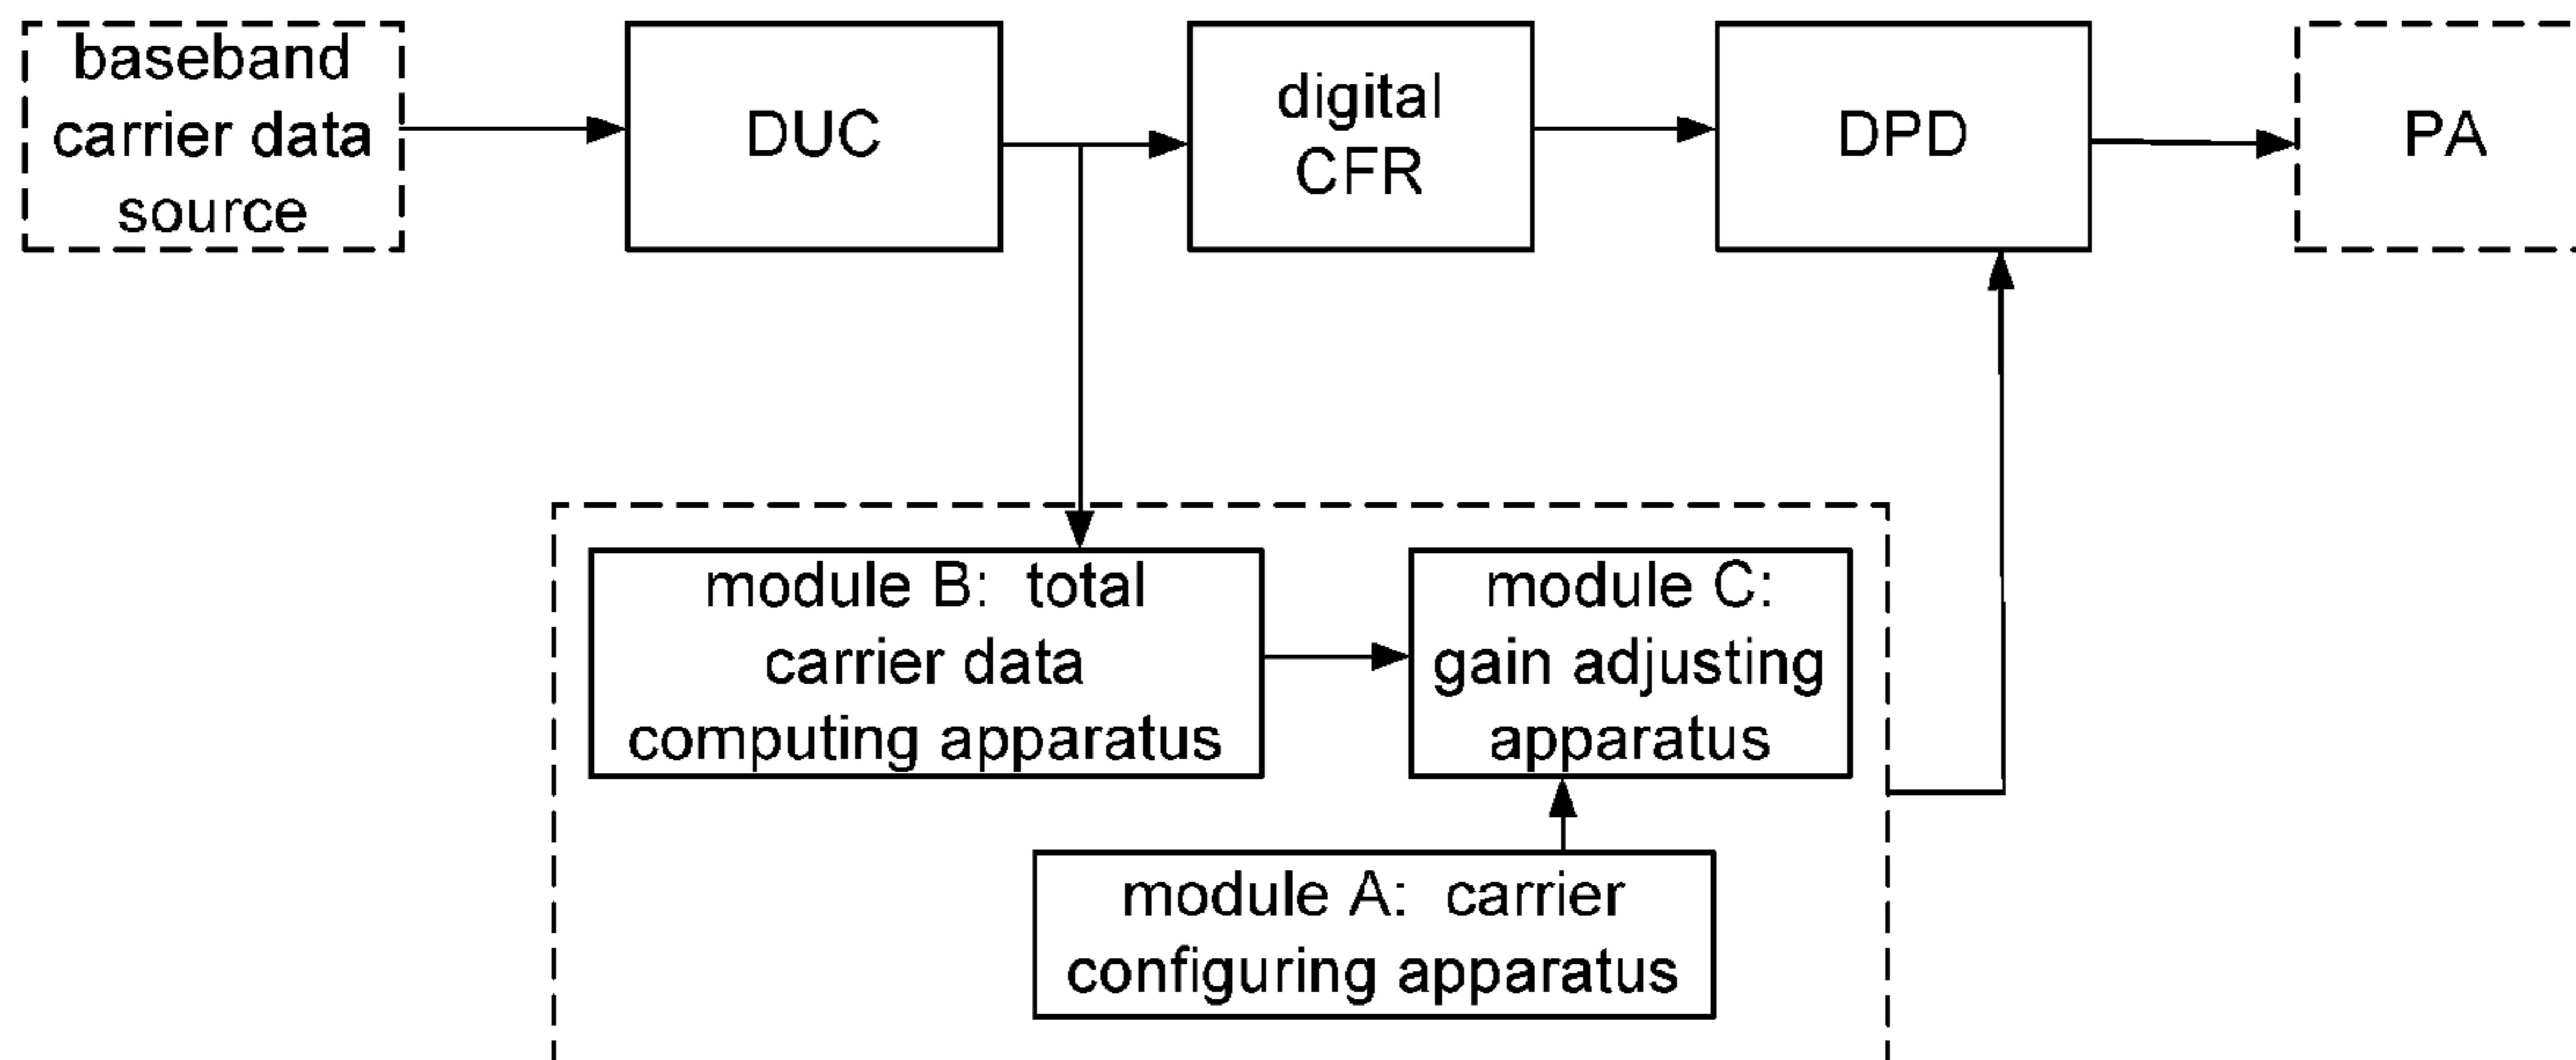 baseband
carrier data
source
DUC
digital
CFR
DPD
PA
module B:  total
carrier data
computing apparatus
module C:
gain adjusting
apparatus
module A:  carrier
configuring apparatus